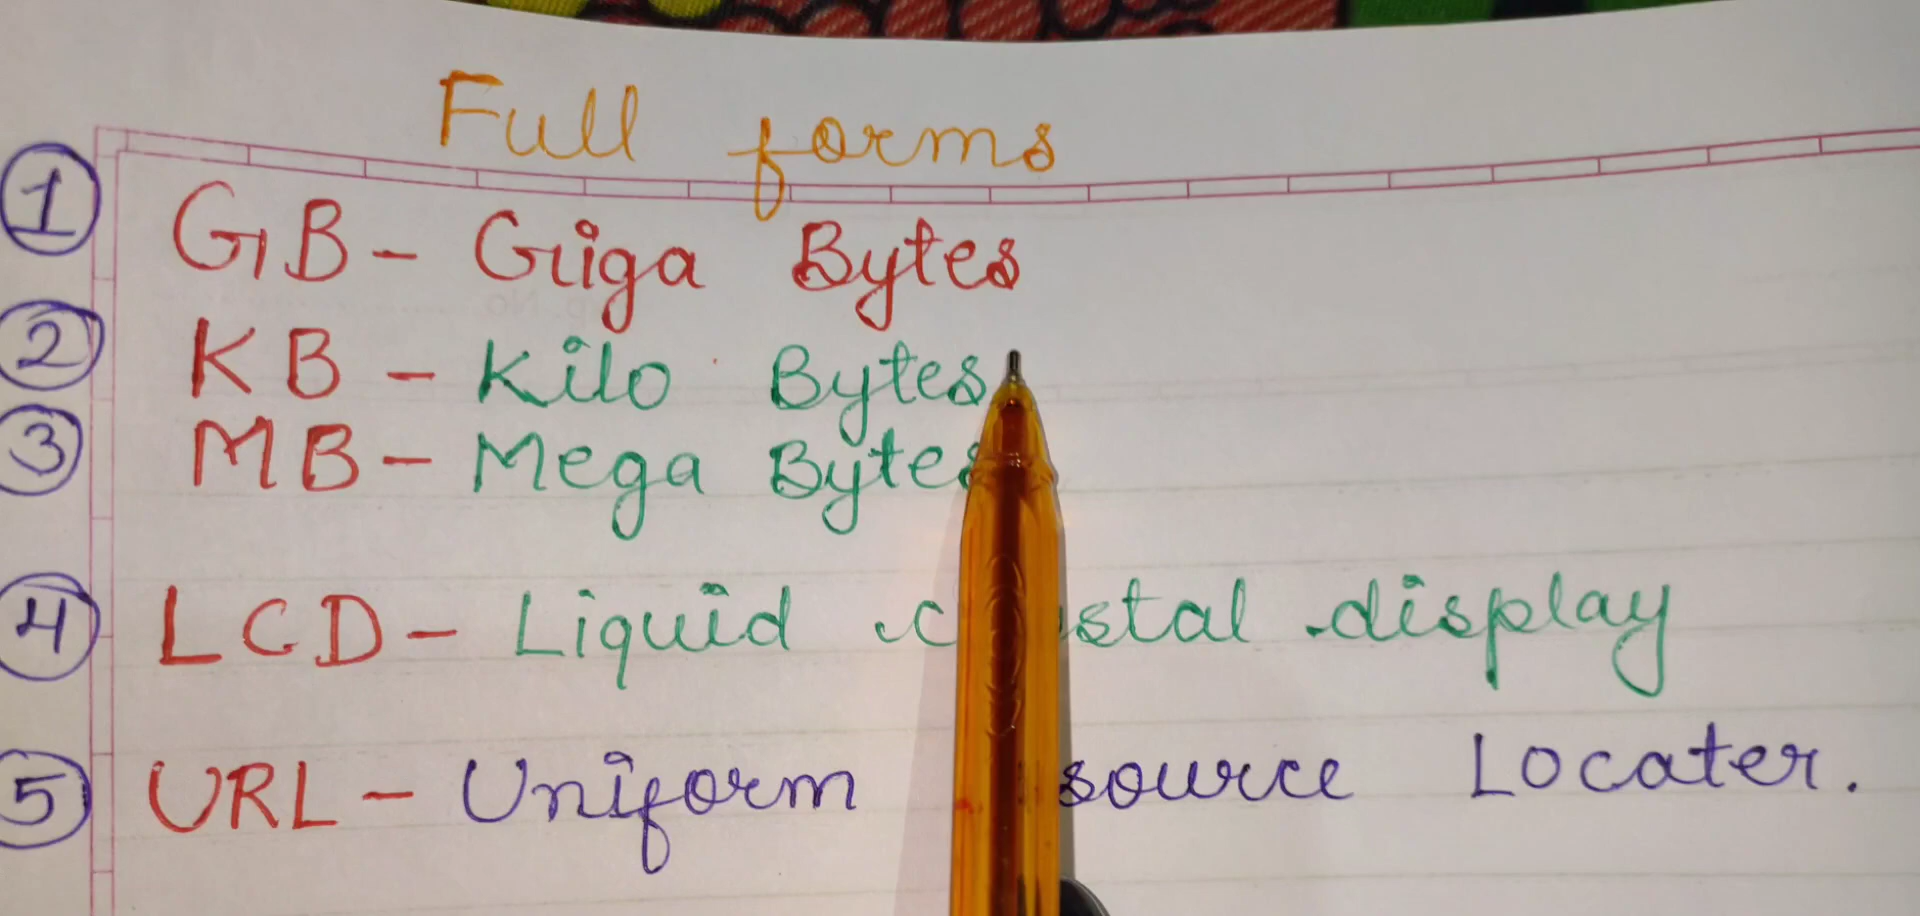 Full forms
1 GB - Giga Bytes
2 KB - Kilo Bytes
3 MB - Mega Bytes
4 LCD - Liquid display
5 URL - Uniform Locater.